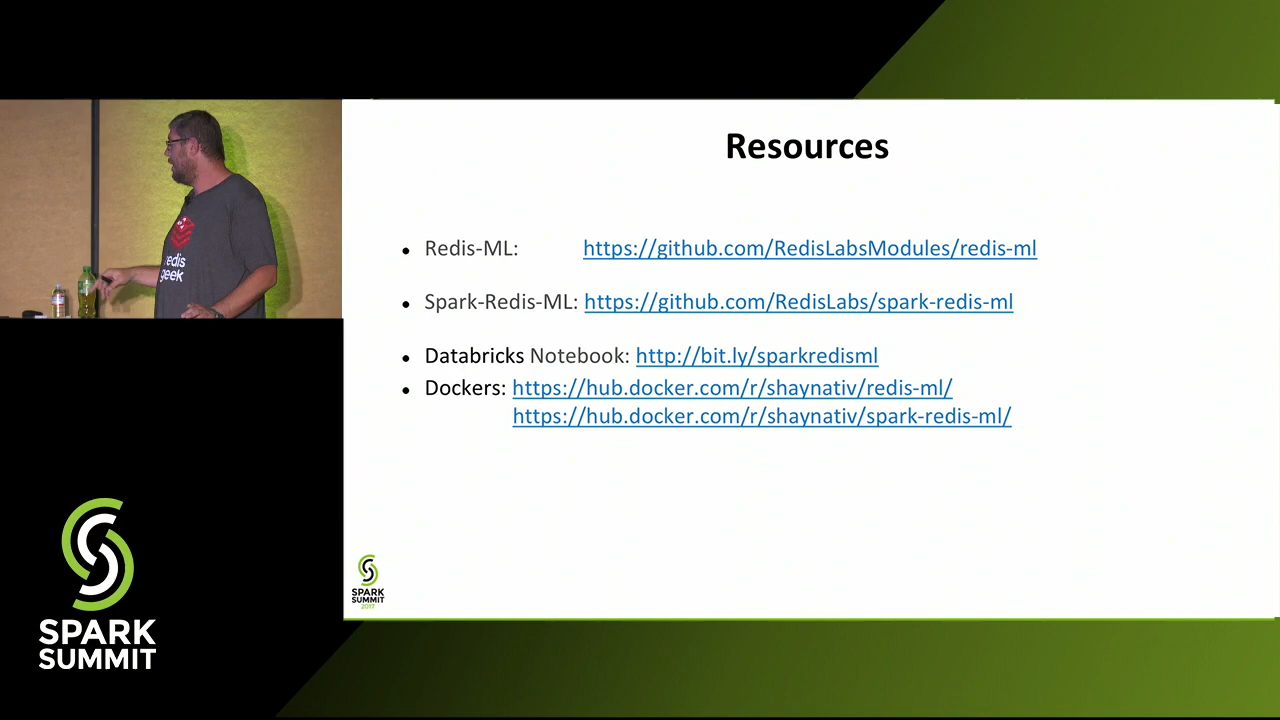 Resources
• Redis-ML: https://github.com/RedisLabsModules/redis-ml
• Spark-Redis-ML: https://github.com/RedisLabs/spark-redis-ml
• Databricks Notebook: http://bit.ly/sparkredisml
• Dockers: https://hub.docker.com/r/shaynativ/redis-ml/
https://hub.docker.com/r/shaynativ/spark-redis-ml/
redis
geek
SPARK
SUMMIT
2017
SPARK
SUMMIT